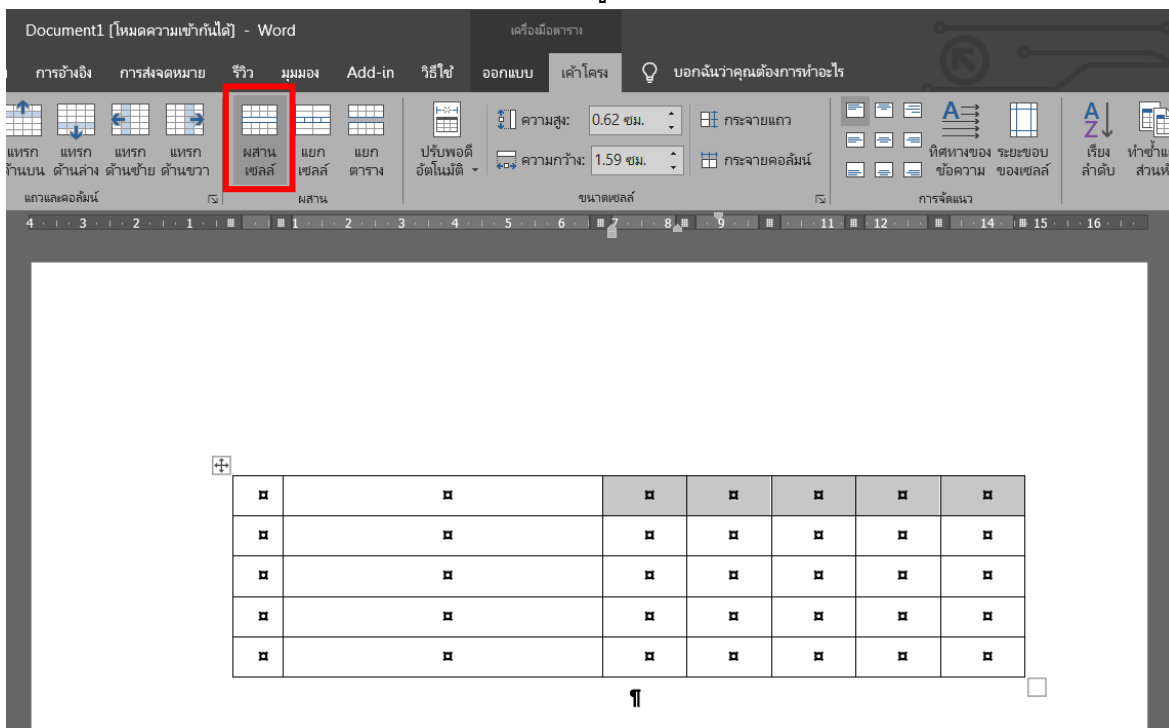 Document1 [โหมดความเข้ากันได้] - Word เครื่องมือตาราง
การอ้างอิง การส่งจดหมาย รีวิว มุมมอง Add-in วิธีใช้ ออกแบบ เค้าโครง บอกฉันว่าคุณต้องการทำอะไร
แทรก แทรก แทรก แทรก ผสาน แยก แยก ปรับพอดี ความสูง: 0.62 ซม. กระจายแถว ทิศทางของ ระยะขอบ เรียง
ด้านบน ด้านล่าง ด้านซ้าย ด้านขวา เซลล์ เซลล์ ตาราง อัตโนมัติ ความกว้าง: 1.59 ซม. กระจายคอลัมน์ ข้อความ ของเซลล์ ลำดับ
แถวและคอลัมน์ ผสาน ขนาดเซลล์ การจัดแนว
4 3 2 1 1 2 3 4 5 6 7 8 9 11 12 14 15 16
¤ ¤ ¤ ¤ ¤ ¤ ¤
¤ ¤ ¤ ¤ ¤ ¤ ¤
¤ ¤ ¤ ¤ ¤ ¤ ¤
¤ ¤ ¤ ¤ ¤ ¤ ¤
¤ ¤ ¤ ¤ ¤ ¤ ¤
¶